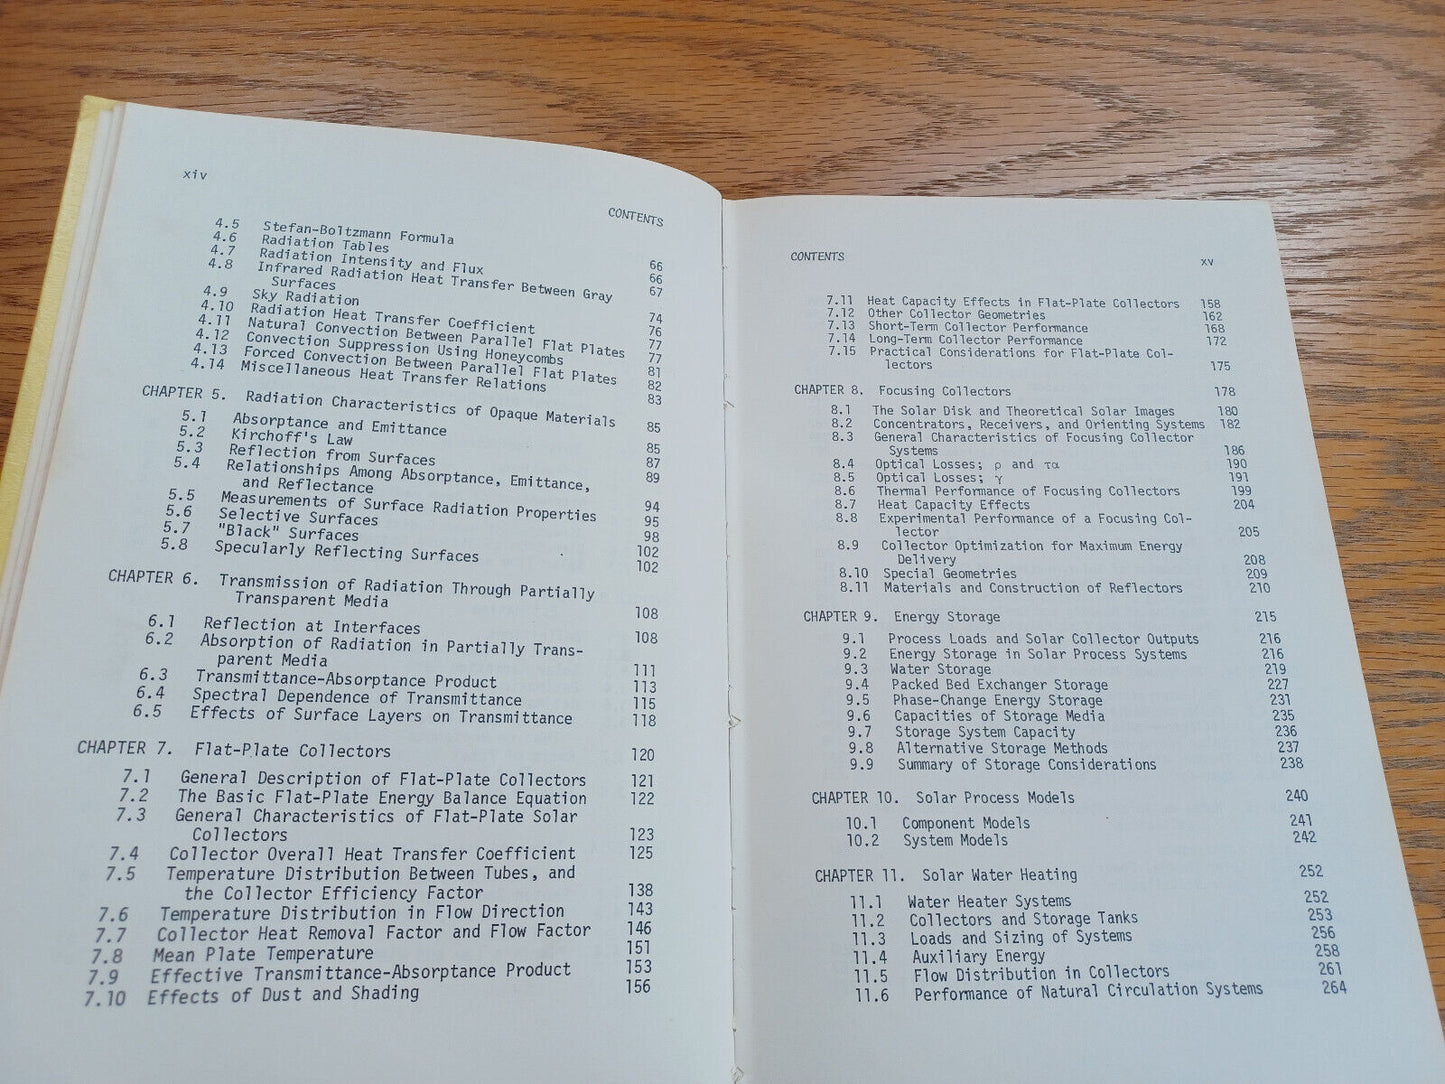 xiv
CONTENTS
4.5 Stefan-Boltzmann Formula 66
4.6 Radiation Tables 66
4.7 Radiation Intensity and Flux 67
4.8 Infrared Radiation Heat Transfer Between Gray
Surfaces 74
4.9 Sky Radiation 76
4.10 Radiation Heat Transfer Coefficient 77
4.11 Natural Convection Between Parallel Flat Plates 77
4.12 Convection Suppression Using Honeycombs 81
4.13 Forced Convection Between Parallel Flat Plates 82
4.14 Miscellaneous Heat Transfer Relations 83
CHAPTER 5. Radiation Characteristics of Opaque Materials 85
5.1 Absorptance and Emittance 85
5.2 Kirchoff's Law 87
5.3 Reflection from Surfaces 89
5.4 Relationships Among Absorptance, Emittance,
and Reflectance 94
5.5 Measurements of Surface Radiation Properties 95
5.6 Selective Surfaces 98
5.7 "Black" Surfaces 102
5.8 Specularly Reflecting Surfaces 102
CHAPTER 6. Transmission of Radiation Through Partially
Transparent Media 108
6.1 Reflection at Interfaces 108
6.2 Absorption of Radiation in Partially Trans-
parent Media 111
6.3 Transmittance-Absorptance Product 113
6.4 Spectral Dependence of Transmittance 115
6.5 Effects of Surface Layers on Transmittance 118
CHAPTER 7. Flat-Plate Collectors 120
7.1 General Description of Flat-Plate Collectors 121
7.2 The Basic Flat-Plate Energy Balance Equation 122
7.3 General Characteristics of Flat-Plate Solar
Collectors 123
7.4 Collector Overall Heat Transfer Coefficient 125
7.5 Temperature Distribution Between Tubes, and
the Collector Efficiency Factor 138
7.6 Temperature Distribution in Flow Direction 143
7.7 Collector Heat Removal Factor and Flow Factor 146
7.8 Mean Plate Temperature 151
7.9 Effective Transmittance-Absorptance Product 153
7.10 Effects of Dust and Shading 156
CONTENTS
xv
7.11 Heat Capacity Effects in Flat-Plate Collectors 158
7.12 Other Collector Geometries 162
7.13 Short-Term Collector Performance 168
7.14 Long-Term Collector Performance 172
7.15 Practical Considerations for Flat-Plate Col-
lectors 175
CHAPTER 8. Focusing Collectors 178
8.1 The Solar Disk and Theoretical Solar Images 180
8.2 Concentrators, Receivers, and Orienting Systems 182
8.3 General Characteristics of Focusing Collector
Systems 186
8.4 Optical Losses; ρ and τα 190
8.5 Optical Losses; γ 191
8.6 Thermal Performance of Focusing Collectors 199
8.7 Heat Capacity Effects 204
8.8 Experimental Performance of a Focusing Col-
lector 205
8.9 Collector Optimization for Maximum Energy
Delivery 208
8.10 Special Geometries 209
8.11 Materials and Construction of Reflectors 210
CHAPTER 9. Energy Storage 215
9.1 Process Loads and Solar Collector Outputs 216
9.2 Energy Storage in Solar Process Systems 216
9.3 Water Storage 219
9.4 Packed Bed Exchanger Storage 227
9.5 Phase-Change Energy Storage 231
9.6 Capacities of Storage Media 235
9.7 Storage System Capacity 236
9.8 Alternative Storage Methods 237
9.9 Summary of Storage Considerations 238
CHAPTER 10. Solar Process Models 240
10.1 Component Models 241
10.2 System Models 242
CHAPTER 11. Solar Water Heating 252
11.1 Water Heater Systems 252
11.2 Collectors and Storage Tanks 253
11.3 Loads and Sizing of Systems 256
11.4 Auxiliary Energy 258
11.5 Flow Distribution in Collectors 261
11.6 Performance of Natural Circulation Systems 264